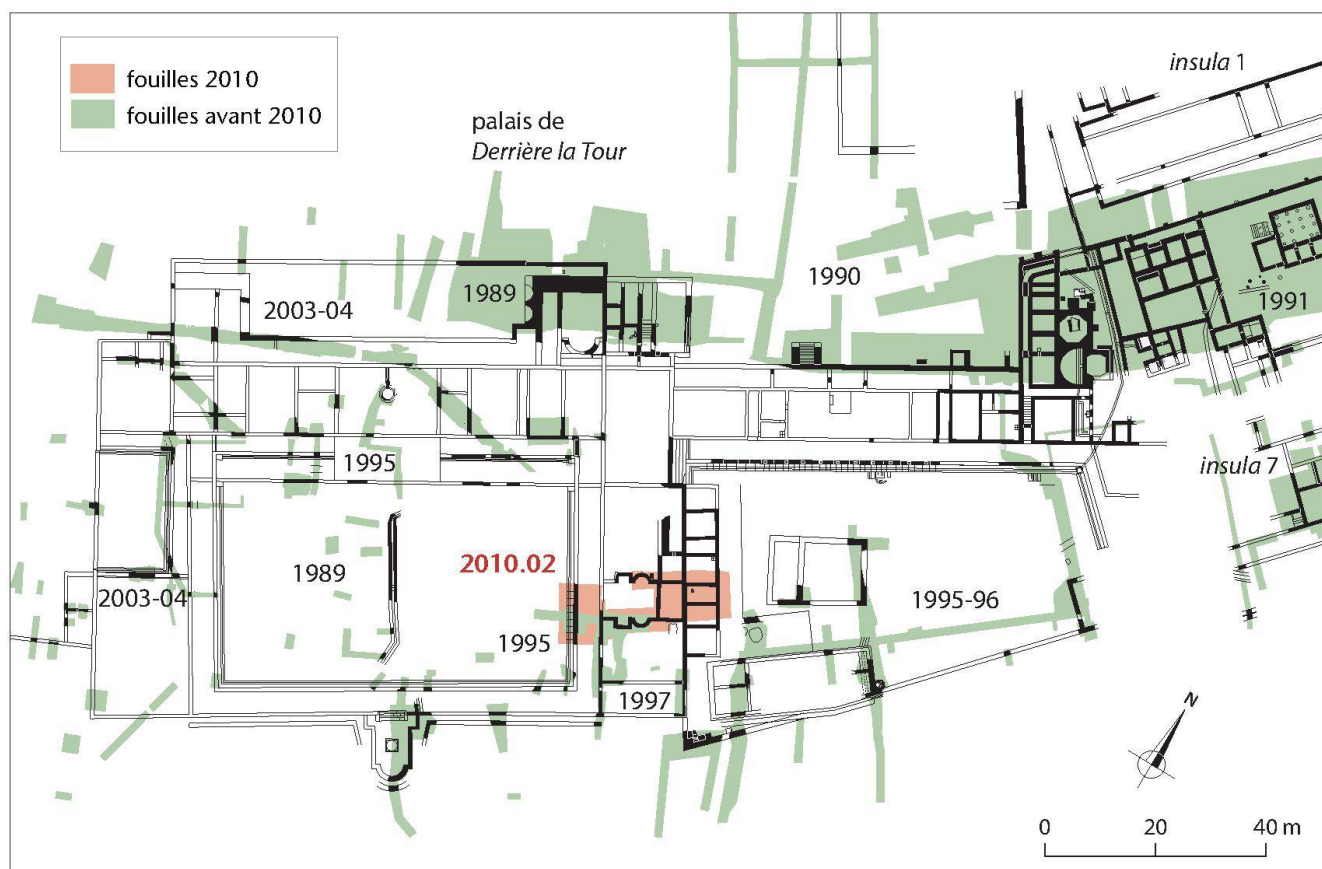 fouilles 2010
fouilles avant 2010
palais de
Derrière la Tour
insula 1
1990
1989
2003-04
1991
1995
insula 7
2010.02
1989
2003-04
1995-96
1995
1997
N
0 20 40 m